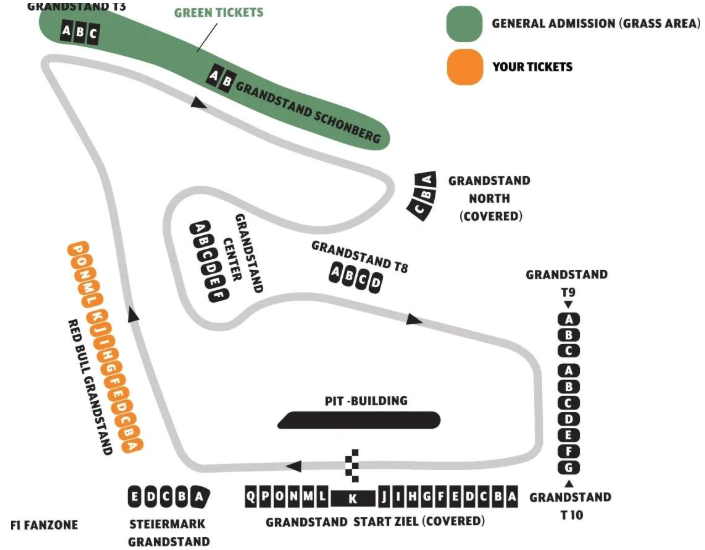 GRANDSTAND T3
GREEN TICKETS
GENERAL ADMISSION (GRASS AREA)
YOUR TICKETS
A B C
A B GRANDSTAND SCHONBERG
C B A
GRANDSTAND
NORTH
(COVERED)
GRANDSTAND
CENTER
A B C D E F
GRANDSTAND T8
A B C D
GRANDSTAND
T9
A
B
C
A
B
C
D
E
F
G
GRANDSTAND
T 10
P O N M L K J I H G F E D C B A
RED BULL GRANDSTAND
PIT -BUILDING
E D C B A
STEIERMARK
GRANDSTAND
Q P O N M L K J I H G F E D C B A
GRANDSTAND START ZIEL (COVERED)
F1 FANZONE